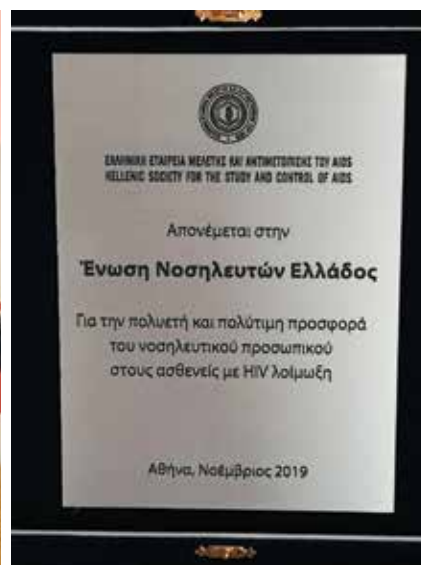 ΕΛΛΗΝΙΚΗ ΕΤΑΙΡΕΙΑ ΜΕΛΕΤΗΣ ΚΑΙ ΑΝΤΙΜΕΤΩΠΙΣΗΣ ΤΟΥ AIDS
HELLENIC SOCIETY FOR THE STUDY AND CONTROL OF AIDS
Απονέμεται στην
Ένωση Νοσηλευτών Ελλάδος
Για την πολυετή και πολύτιμη προσφορά
του νοσηλευτικού προσωπικού
στους ασθενείς με HIV λοίμωξη
Αθήνα, Νοέμβριος 2019